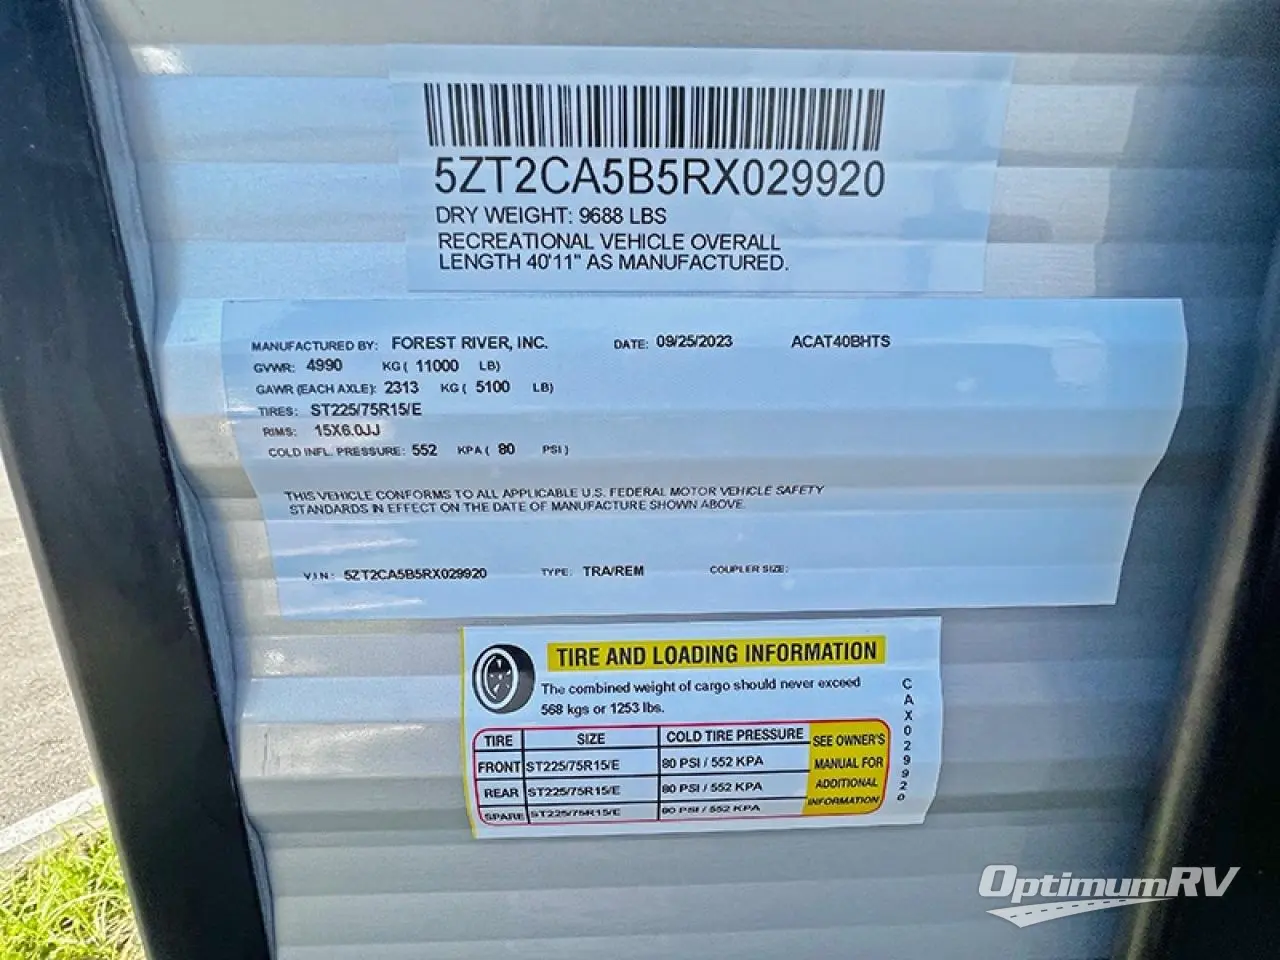 5ZT2CA5B5RX029920
DRY WEIGHT: 9688 LBS
RECREATIONAL VEHICLE OVERALL
LENGTH 40'11" AS MANUFACTURED.
MANUFACTURED BY: FOREST RIVER, INC. DATE: 09/25/2023 ACAT40BHTS
GVWR: 4990 KG ( 11000 LB)
GAWR (EACH AXLE): 2313 KG ( 5100 LB)
TIRES: ST225/75R15/E
RIMS: 15X6.0JJ
COLD INFL. PRESSURE: 552 KPA ( 80 PSI )
THIS VEHICLE CONFORMS TO ALL APPLICABLE U.S. FEDERAL MOTOR VEHICLE SAFETY
STANDARDS IN EFFECT ON THE DATE OF MANUFACTURE SHOWN ABOVE.
V.I.N.: 5ZT2CA5B5RX029920 TYPE: TRA/REM COUPLER SIZE:
TIRE AND LOADING INFORMATION
The combined weight of cargo should never exceed
568 kgs or 1253 lbs.
TIRE SIZE COLD TIRE PRESSURE
FRONT ST225/75R15/E 80 PSI / 552 KPA
REAR ST225/75R15/E 80 PSI / 552 KPA
SPARE ST225/75R15/E 80 PSI / 552 KPA
SEE OWNER'S
MANUAL FOR
ADDITIONAL
INFORMATION
CAX029920
OptimumRV